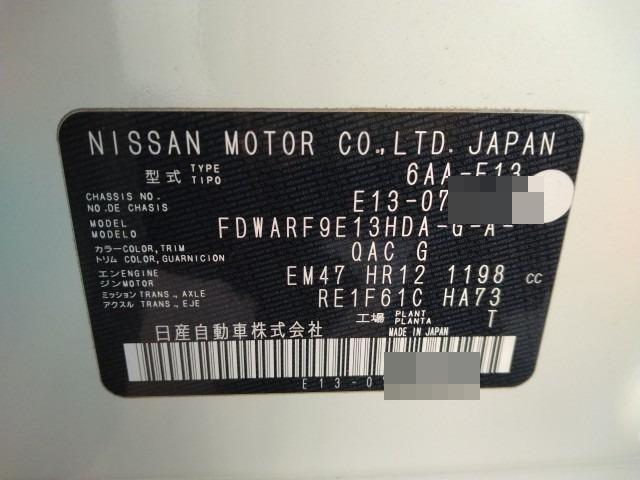 NISSAN MOTOR CO.,LTD. JAPAN
型式 TYPE TIPO 6AA-E13
CHASSIS NO. NO.DE CHASIS E13-07
MODEL MODELO FDWARF9E13HDA-G-A-
カラー COLOR,TRIM トリム COLOR,GUARNICION QAC G
エンジン ENGINE MOTOR EM47 HR12 1198 cc
ミッション TRANS., AXLE アクスル TRANS., EJE RE1F61C HA73
工場 PLANT PLANTA T
日産自動車株式会社 MADE IN JAPAN
E13-0